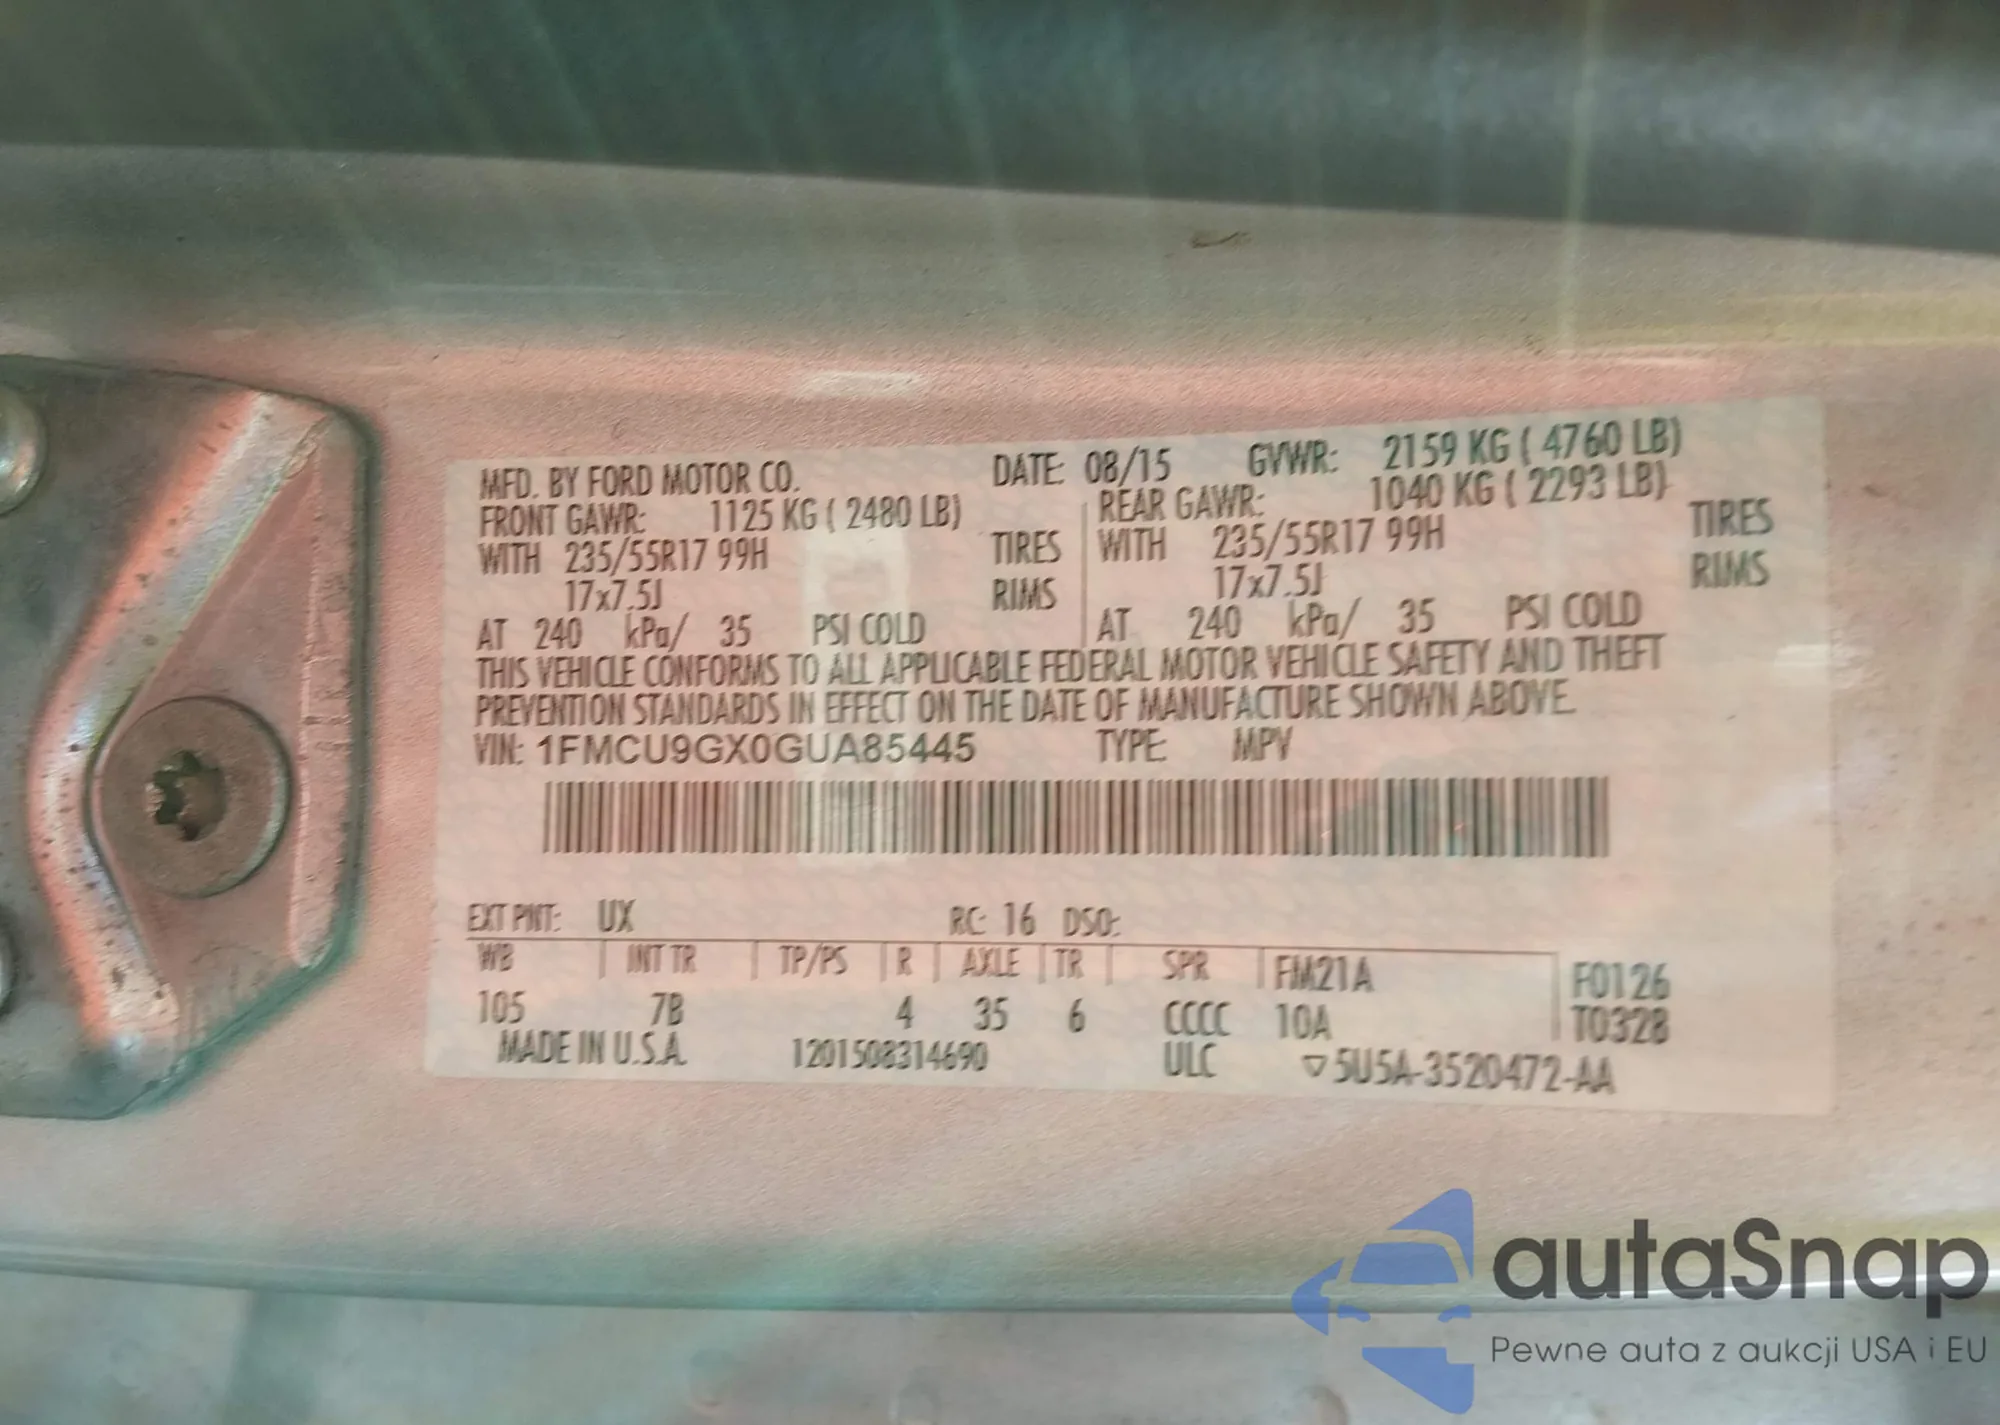 MFD. BY FORD MOTOR CO. DATE: 08/15 GVWR: 2159 KG ( 4760 LB)
FRONT GAWR: 1125 KG ( 2480 LB) REAR GAWR: 1040 KG ( 2293 LB)
WITH 235/55R17 99H TIRES WITH 235/55R17 99H TIRES
17x7.5J RIMS 17x7.5J RIMS
AT 240 kPa/ 35 PSI COLD AT 240 kPa/ 35 PSI COLD
THIS VEHICLE CONFORMS TO ALL APPLICABLE FEDERAL MOTOR VEHICLE SAFETY AND THEFT
PREVENTION STANDARDS IN EFFECT ON THE DATE OF MANUFACTURE SHOWN ABOVE.
VIN: 1FMCU9GX0GUA85445 TYPE: MPV
EXT PNT: UX RC: 16 DSO:
WB INT TR TP/PS R AXLE TR SPR FM21A F0126
105 7B 4 35 6 CCCC 10A T0328
MADE IN U.S.A. 1201508314690 ULC ▽5U5A-3520472-AA
autaSnap
Pewne auta z aukcji USA i EU